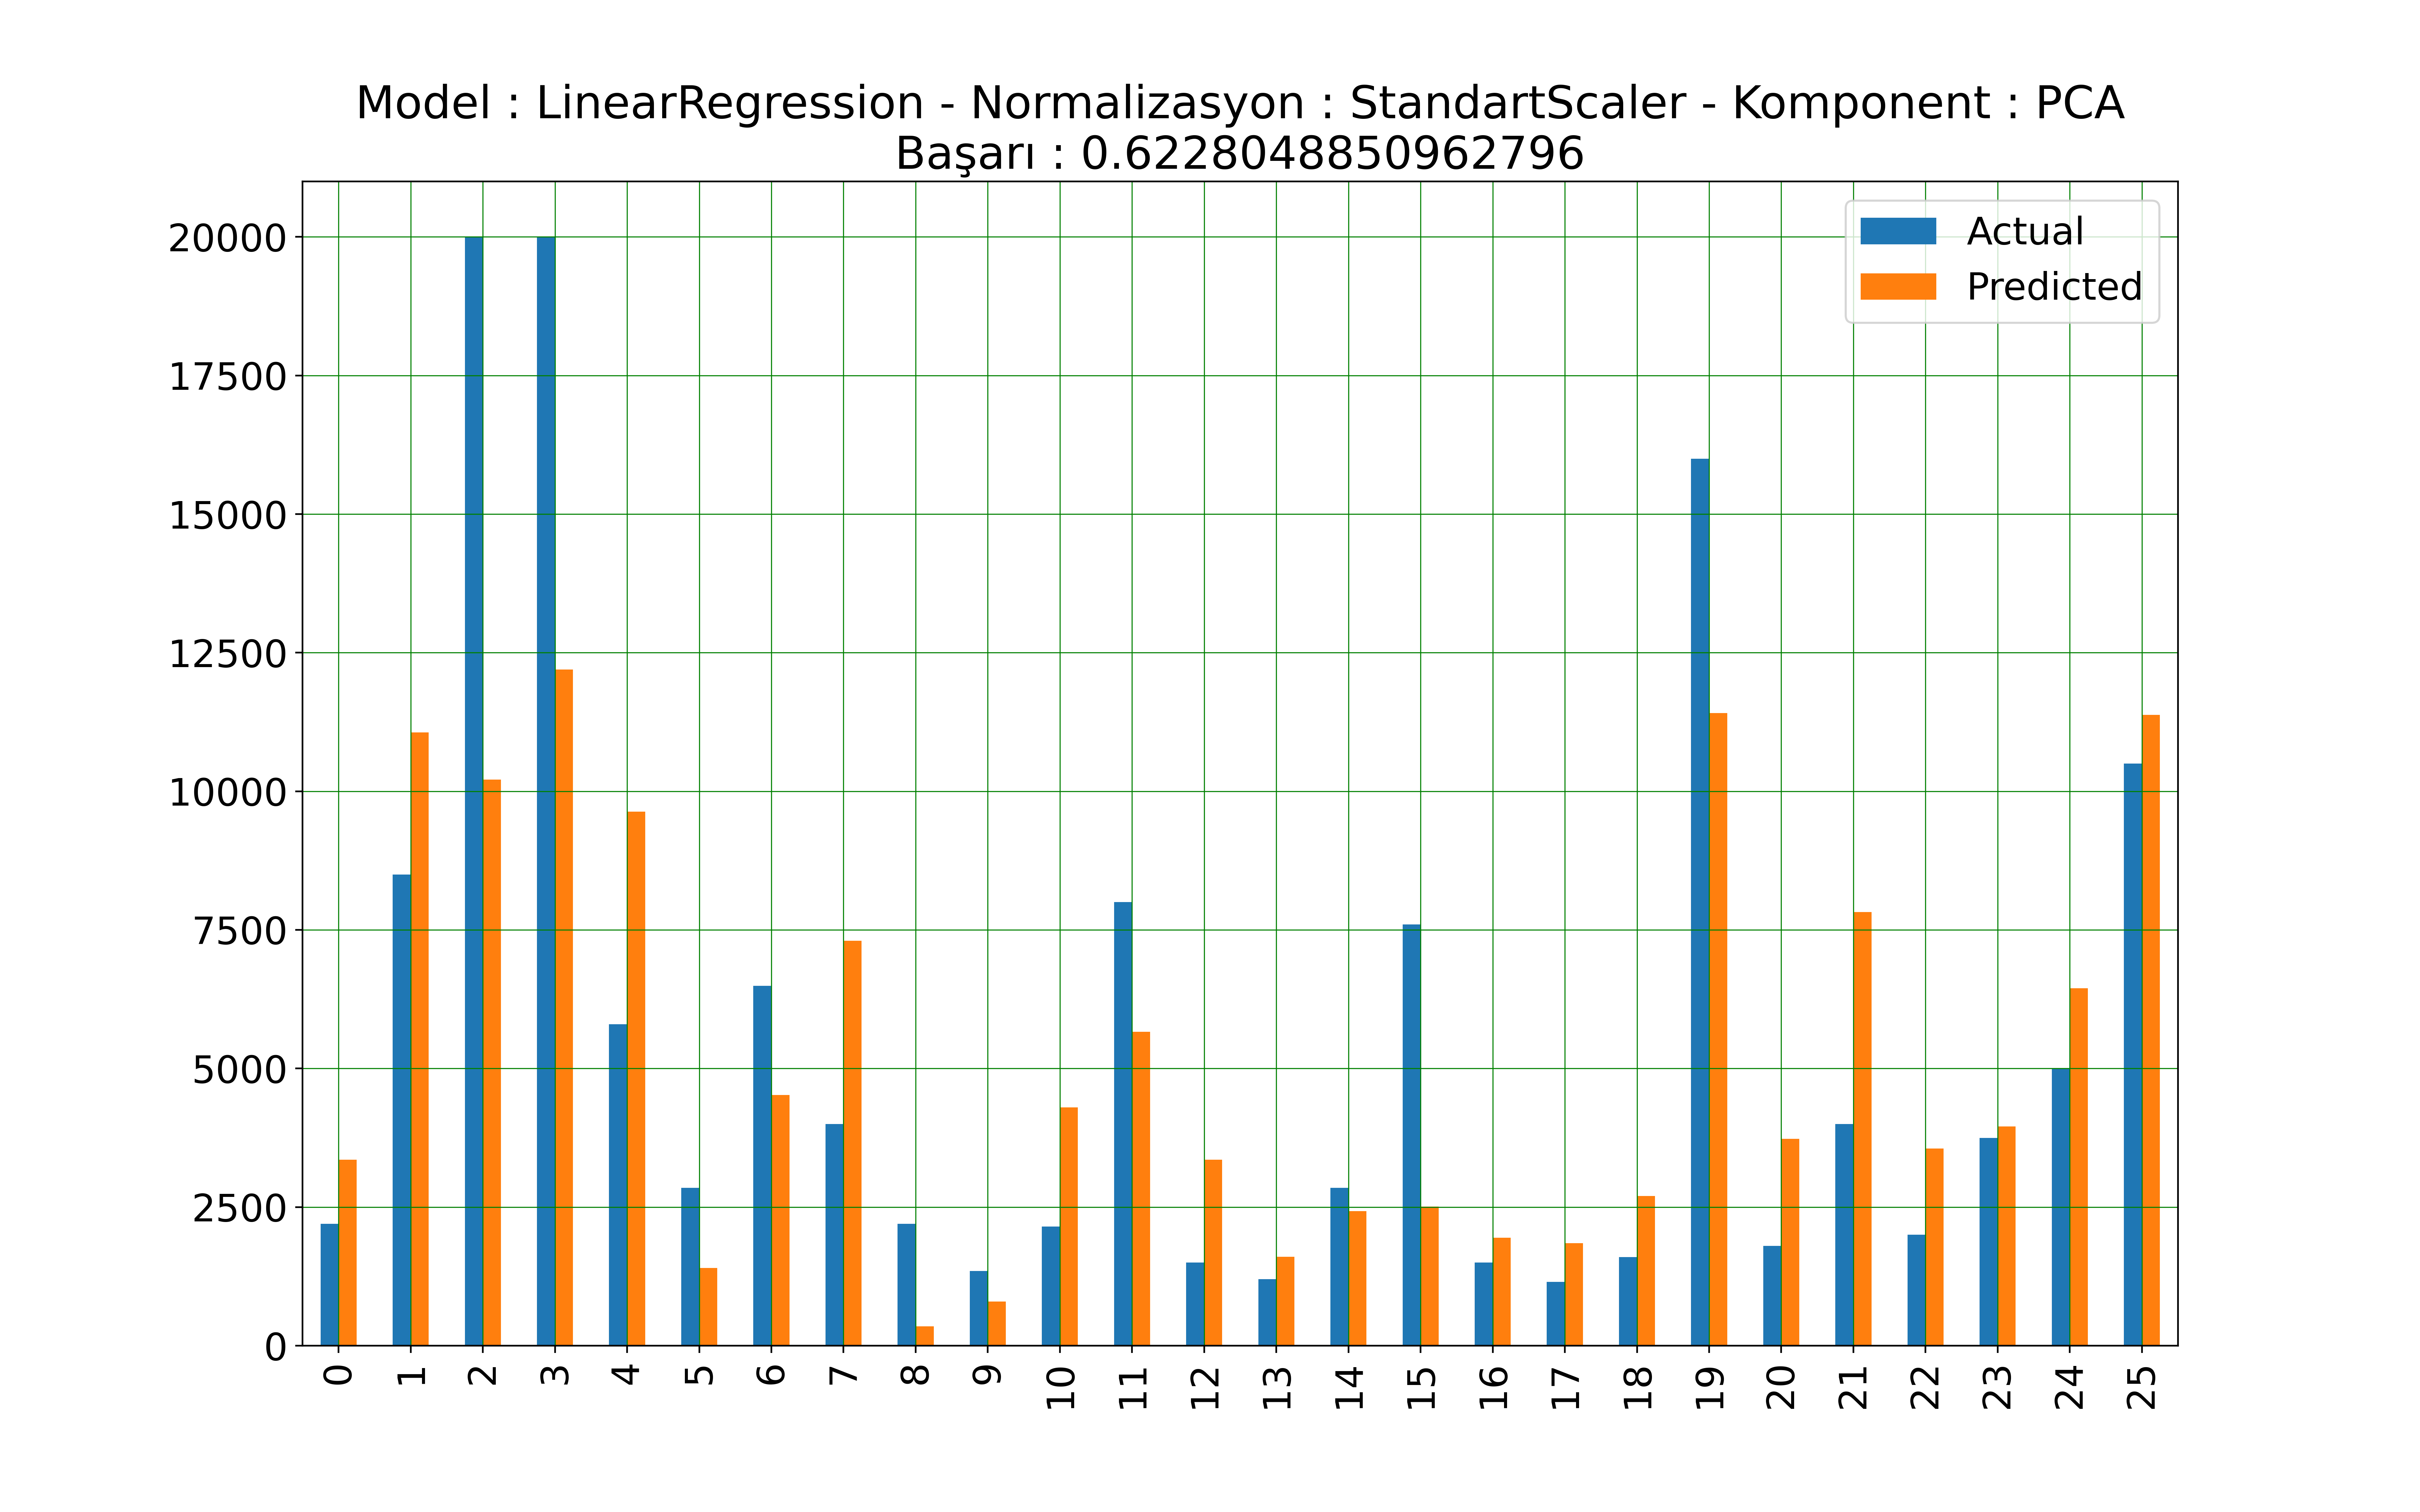 Model : LinearRegression - Normalizasyon : StandartScaler - Komponent : PCA
Başarı : 0.6228048850962796
Actual
Predicted
20000
17500
15000
12500
10000
7500
5000
2500
0
0 1 2 3 4 5 6 7 8 9 10 11 12 13 14 15 16 17 18 19 20 21 22 23 24 25